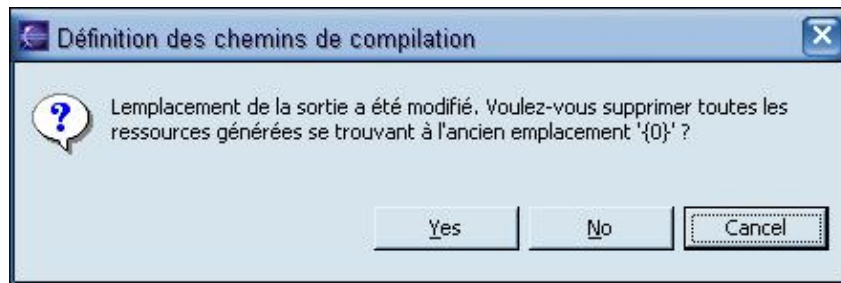 Définition des chemins de compilation
Lemplacement de la sortie a été modifié. Voulez-vous supprimer toutes les
ressources générées se trouvant à l'ancien emplacement '{0}' ?
Yes
No
Cancel